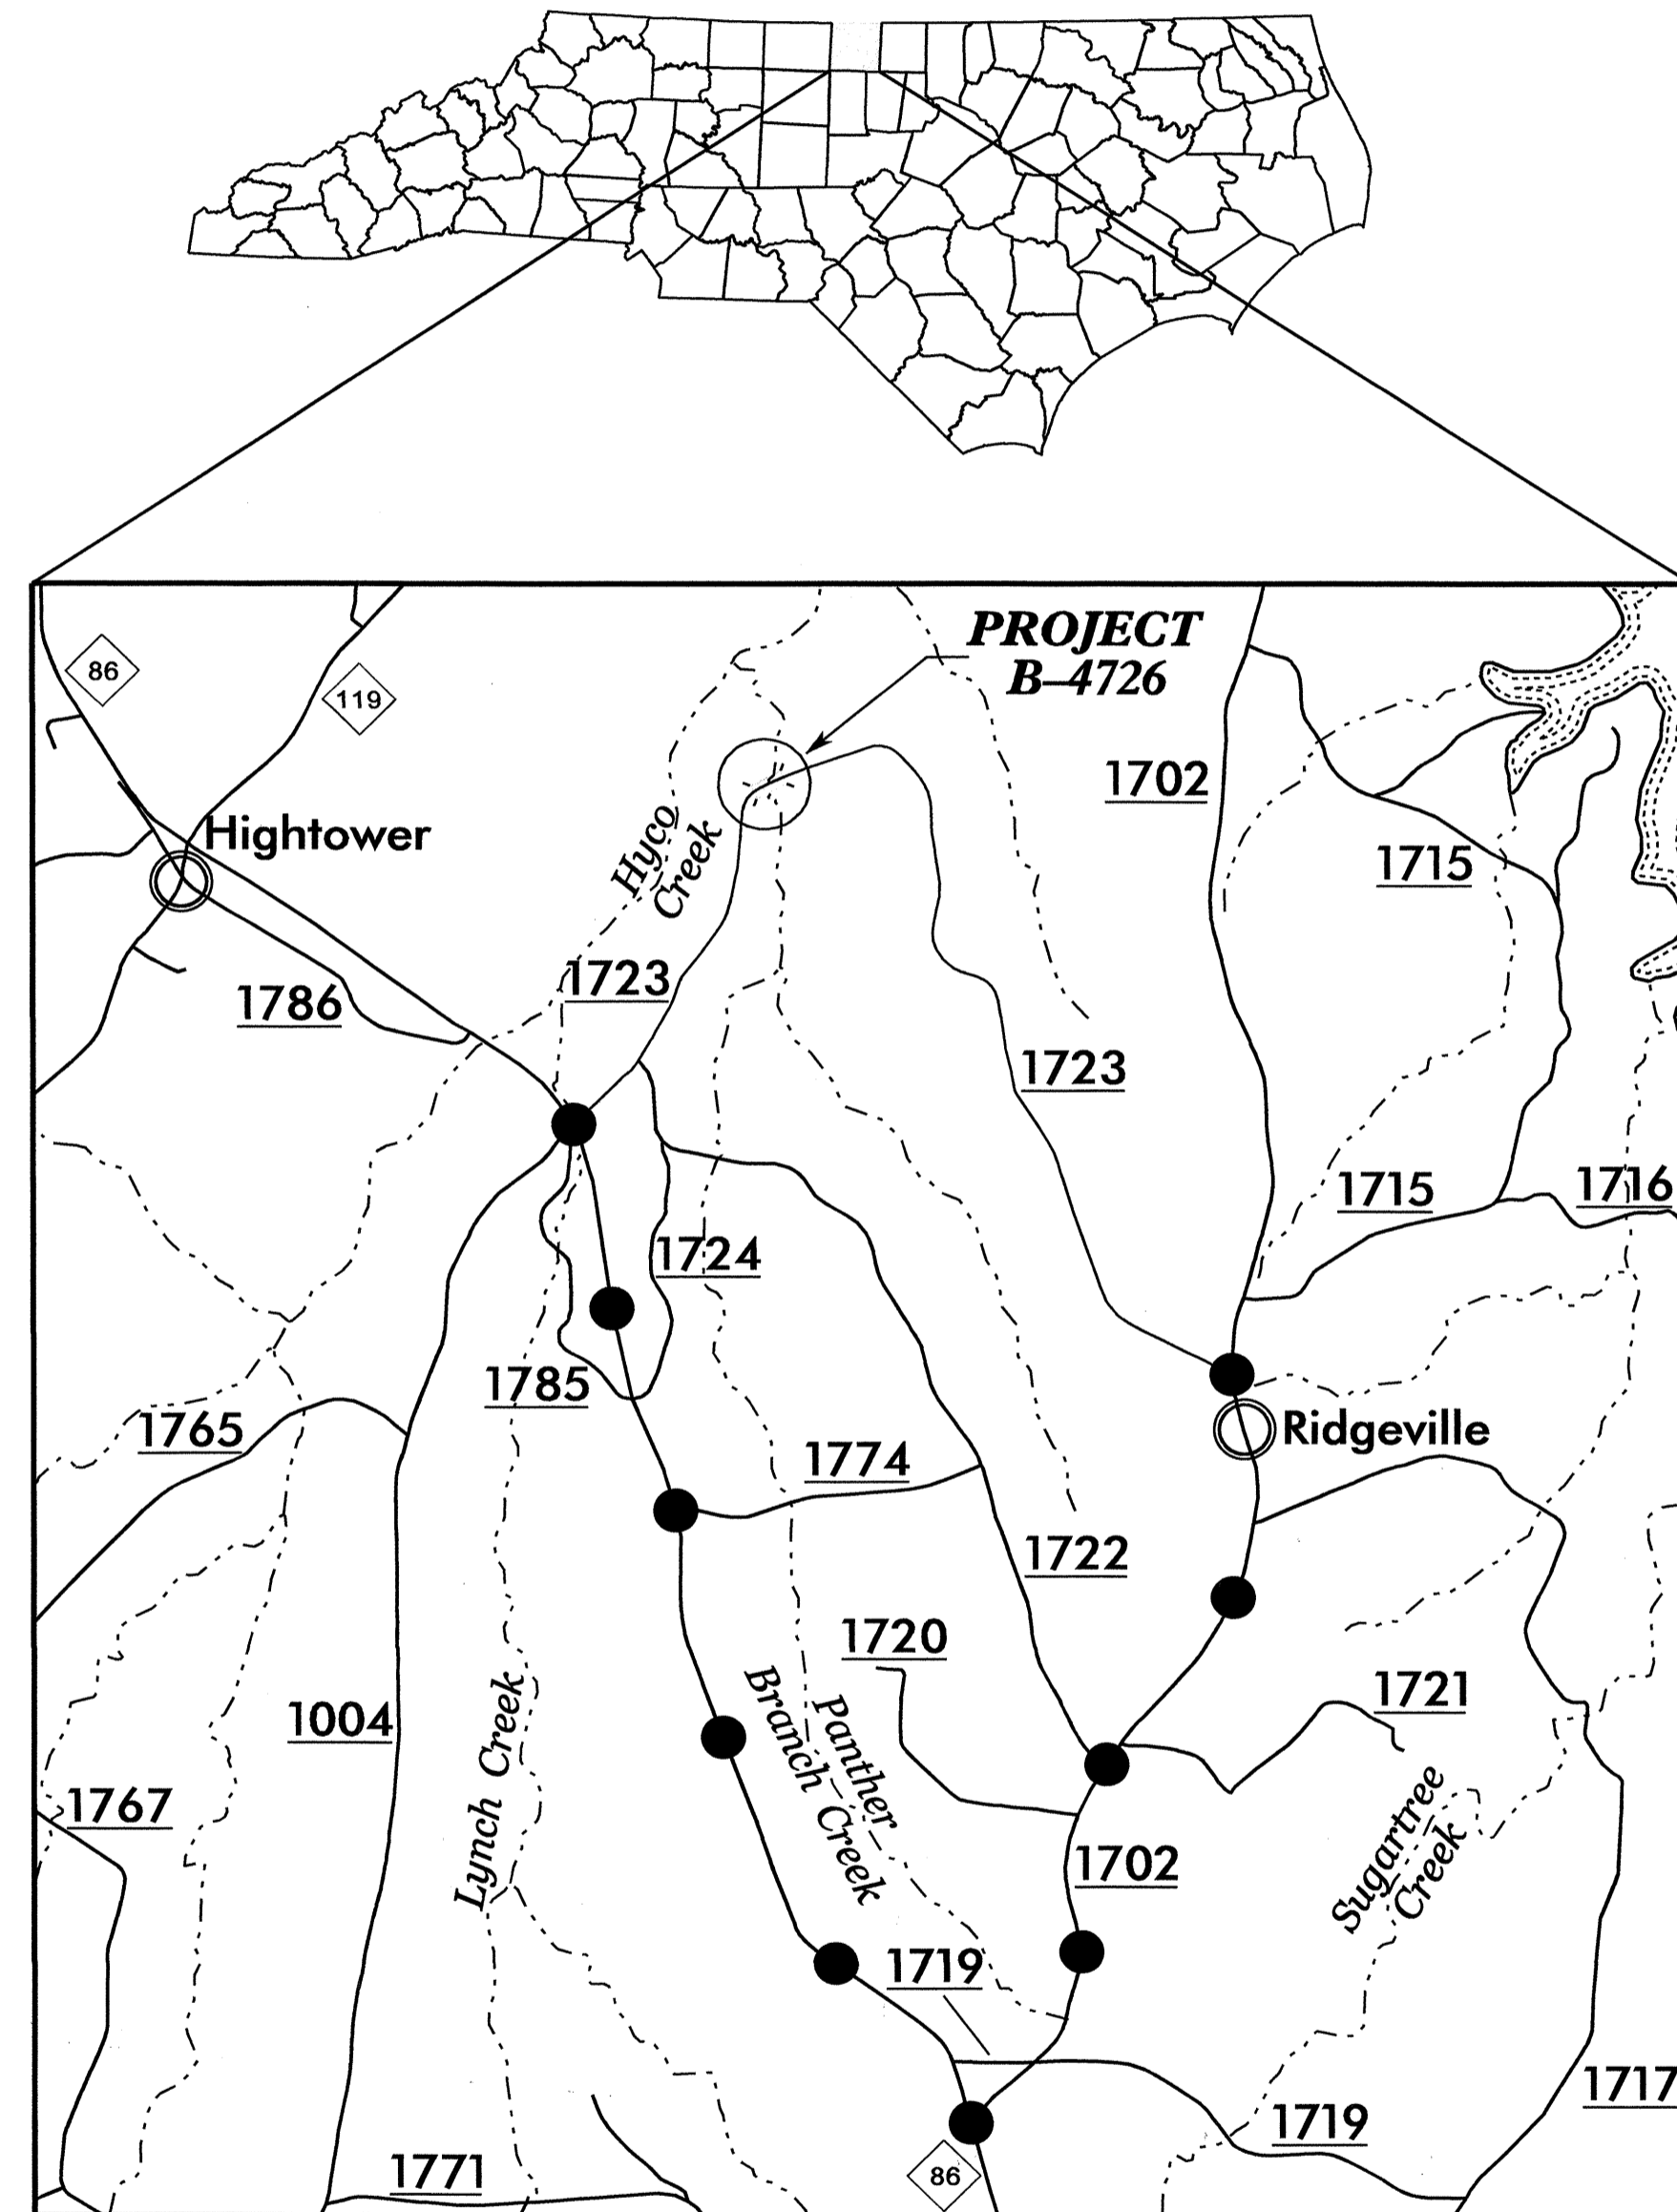 PROJECT
B–4726
86
119
1702
Hightower
Hyco
Creek
1715
1723
1786
1723
1715
1716
1724
1785
Ridgeville
1765
1774
1722
1720
1721
1004
Panther
Branch Creek
Lynch Creek
1767
Sugartree
Creek
1702
1719
1717
1719
86
1771